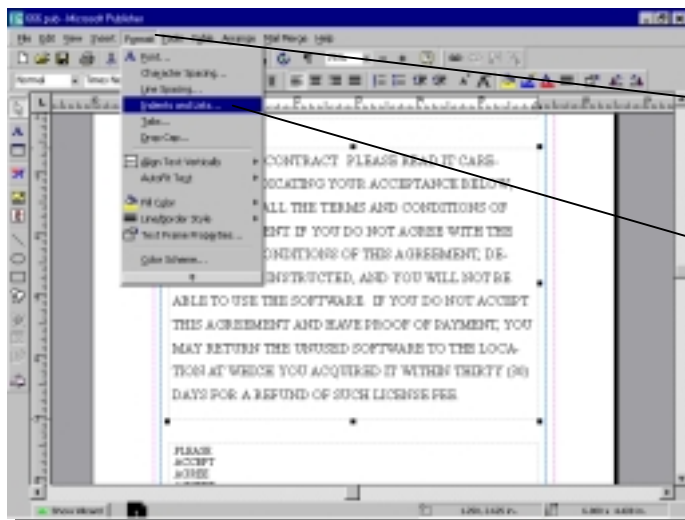 XXX.pub - Microsoft Publisher
File Edit View Insert Format Tools Table Arrange Mail Merge Help
Normal Times
Font...
Character Spacing...
Line Spacing...
Indents and Lists...
Tabs...
Drop Cap...
Align Text Vertically
AutoFit Text
Fill Color
Line/Border Style
Text Frame Properties...
Color Scheme...
CONTRACT PLEASE READ IT CARE-
DICATING YOUR ACCEPTANCE BELOW,
ALL THE TERMS AND CONDITIONS OF
ENT IF YOU DO NOT AGREE WITH THE
ONDITIONS OF THIS AGREEMENT, DE-
NSTRUCTED, AND YOU WILL NOT BE
ABLE TO USE THE SOFTWARE. IF YOU DO NOT ACCEPT
THIS AGREEMENT AND HAVE PROOF OF PAYMENT, YOU
MAY RETURN THE UNUSED SOFTWARE TO THE LOCA-
TION AT WHICH YOU ACQUIRED IT WITHIN THIRTY (30)
DAYS FOR A REFUND OF SUCH LICENSE FEE.
PLEASE
ACCEPT
AGREE
Show Wizard